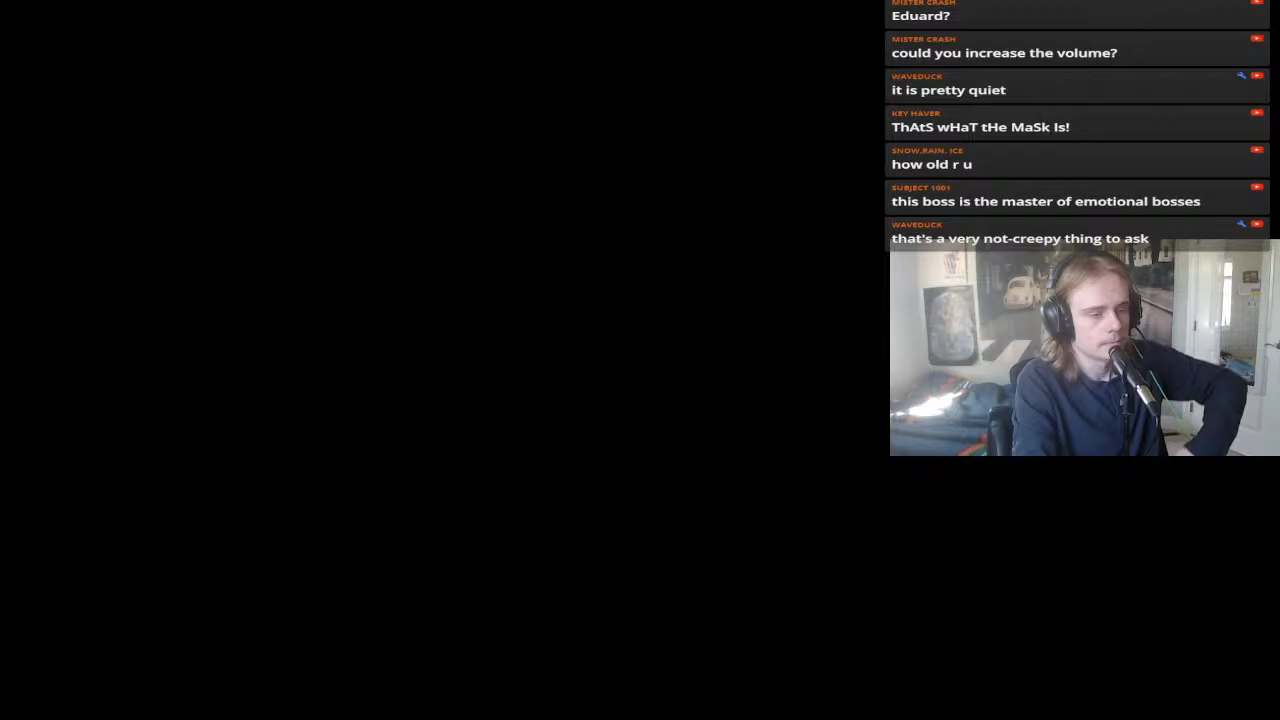 MISTER CRASH
Eduard?
MISTER CRASH
could you increase the volume?
WAVEDUCK
it is pretty quiet
KEY HAVER
ThAtS wHaT tHe MaSk Is!
SNOW.RAIN. ICE
how old r u
SUBJECT 1001
this boss is the master of emotional bosses
WAVEDUCK
that's a very not-creepy thing to ask